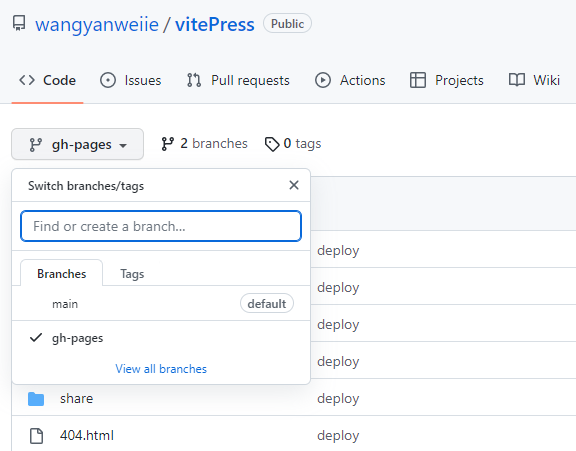 wangyanweiie / vitePress Public
Code Issues Pull requests Actions Projects Wiki
gh-pages 2 branches 0 tags
Switch branches/tags
Find or create a branch...
Branches Tags
main default
gh-pages
View all branches
deploy
deploy
deploy
deploy
share deploy
404.html deploy